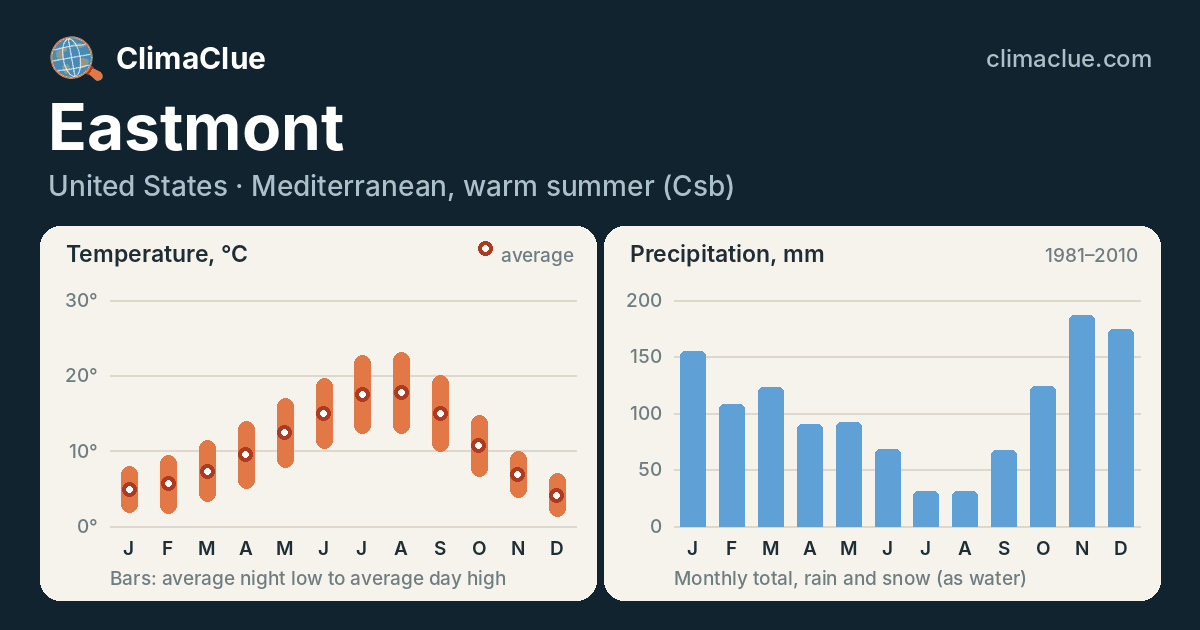 ClimaClue
climaclue.com
Eastmont
United States · Mediterranean, warm summer (Csb)
Temperature, °C
average
30°
20°
10°
0°
J F M A M J J A S O N D
Bars: average night low to average day high
Precipitation, mm
1981–2010
200
150
100
50
0
J F M A M J J A S O N D
Monthly total, rain and snow (as water)